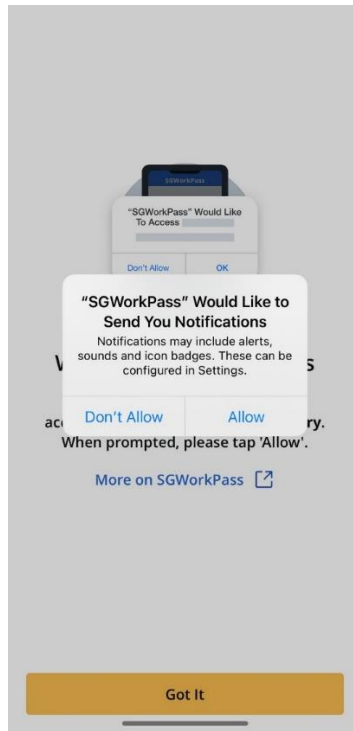 SGWorkPass
"SGWorkPass" Would Like
To Access
Don't Allow
OK
"SGWorkPass" Would Like to
Send You Notifications
Notifications may include alerts,
sounds and icon badges. These can be
configured in Settings.
Don't Allow
Allow
When prompted, please tap 'Allow'.
More on SGWorkPass
Got It